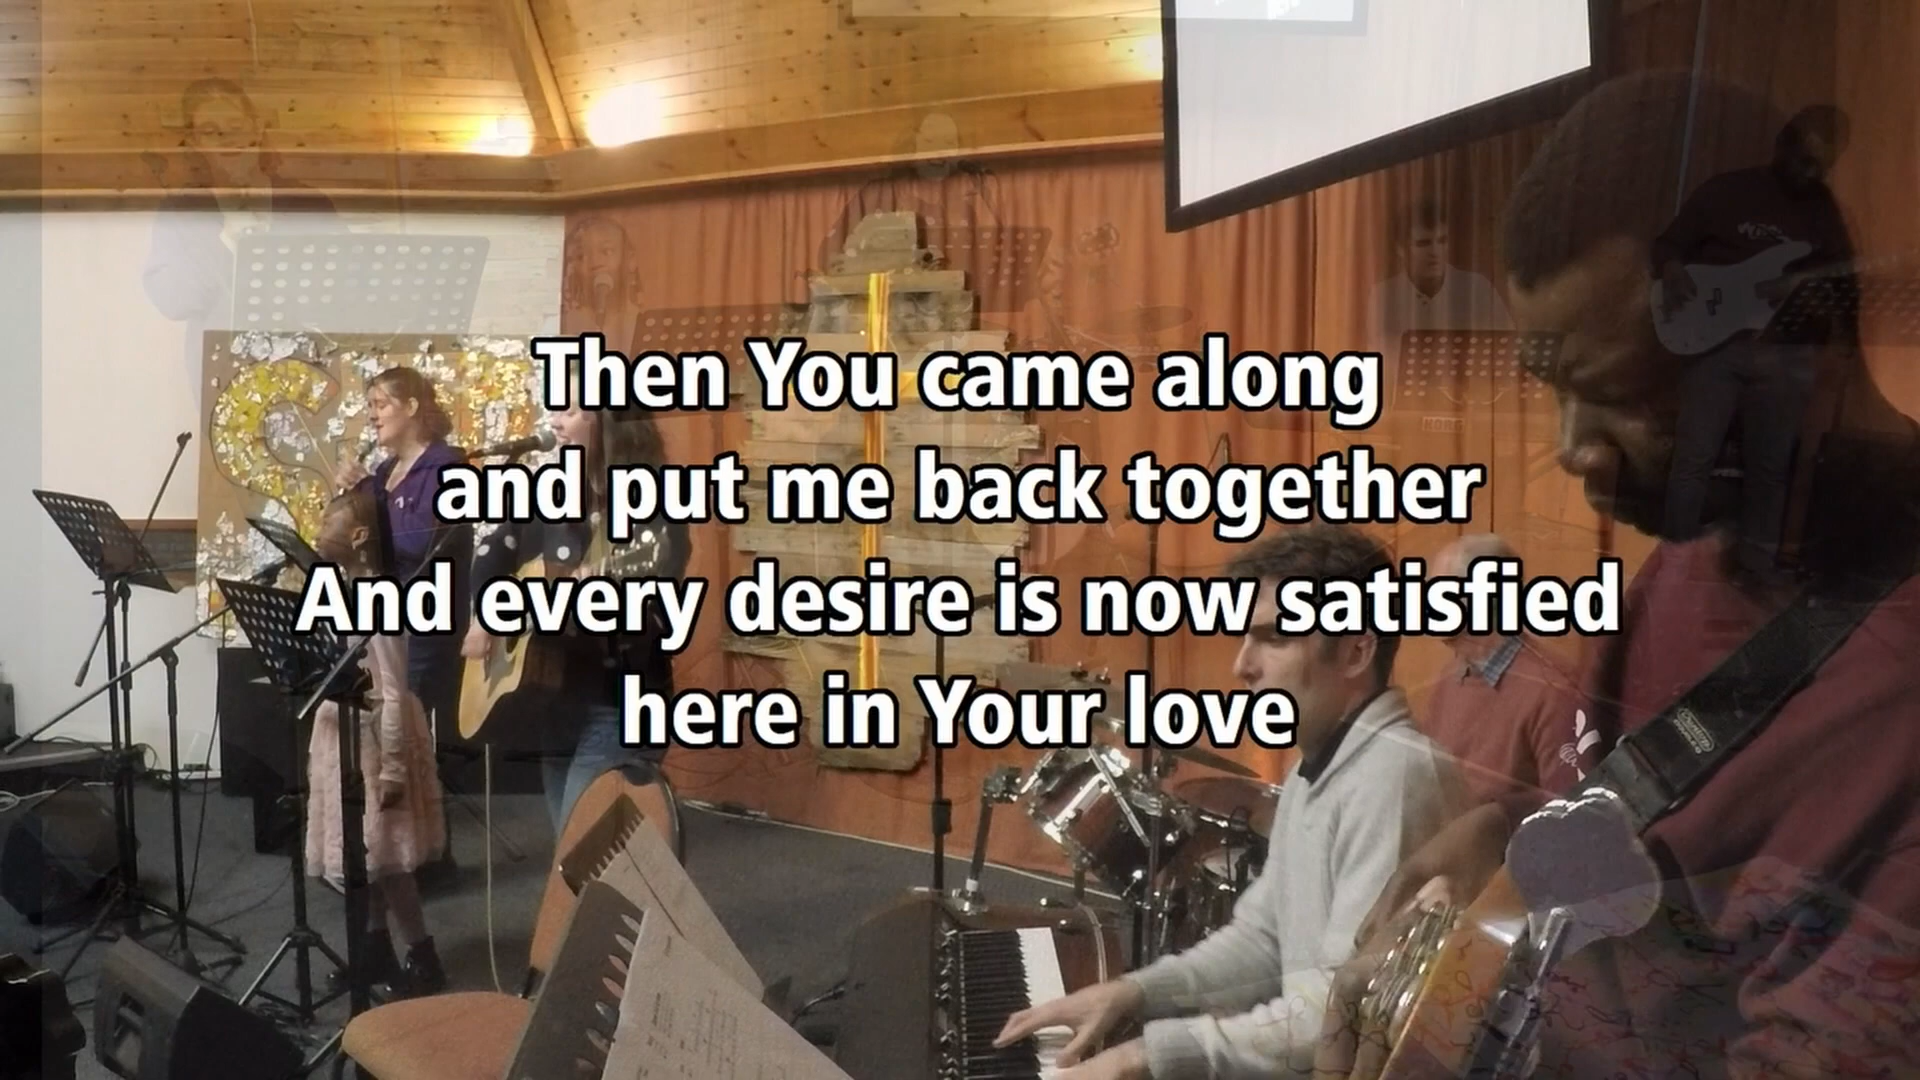 Then You came along
and put me back together
And every desire is now satisfied
here in Your love
KORG